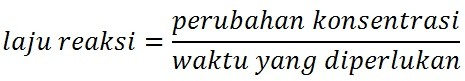 laju reaksi = perubahan konsentrasi / waktu yang diperlukan